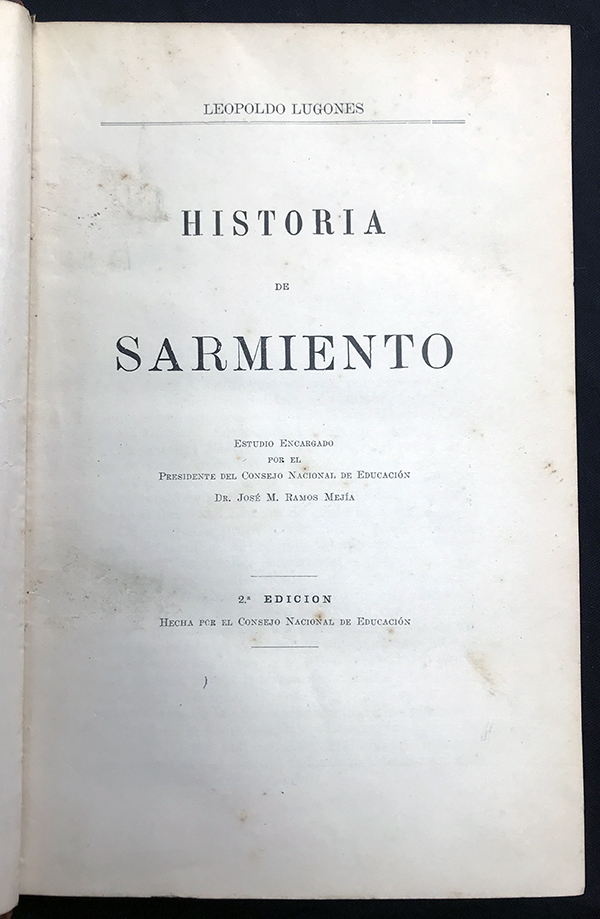 LEOPOLDO LUGONES
HISTORIA
DE
SARMIENTO
ESTUDIO ENCARGADO
POR EL
PRESIDENTE DEL CONSEJO NACIONAL DE EDUCACIÓN
DR. JOSÉ M. RAMOS MEJÍA
2.ª EDICION
HECHA POR EL CONSEJO NACIONAL DE EDUCACIÓN